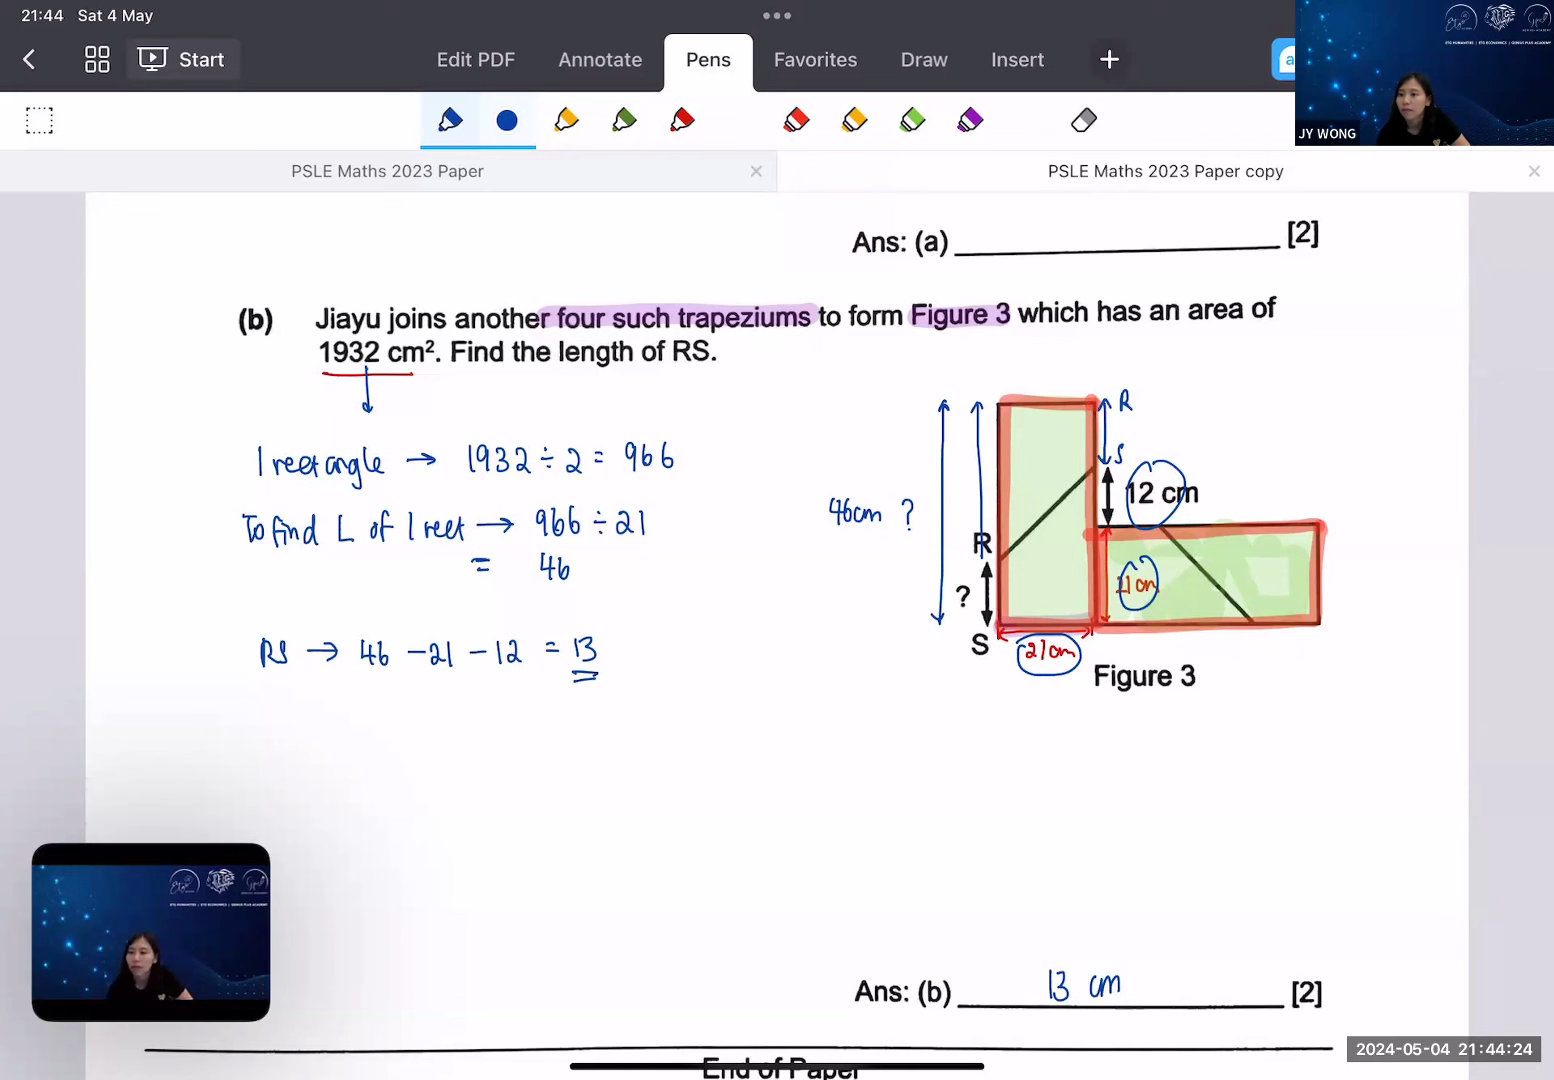 21:44 Sat 4 May
Start
Edit PDF
Annotate
Pens
Favorites
Draw
Insert
JY WONG
PSLE Maths 2023 Paper
PSLE Maths 2023 Paper copy
Ans: (a)
[2]
(b) Jiayu joins another four such trapeziums to form Figure 3 which has an area of
1932 cm². Find the length of RS.
1 rectangle → 1932 ÷ 2 = 966
To find L of 1 rect → 966 ÷ 21
= 46
RS → 46 - 21 - 12 = 13
R
S
12 cm
46cm ?
R
21cm
?
S
21cm
Figure 3
Ans: (b) 13 cm [2]
End of Paper
2024-05-04 21:44:24